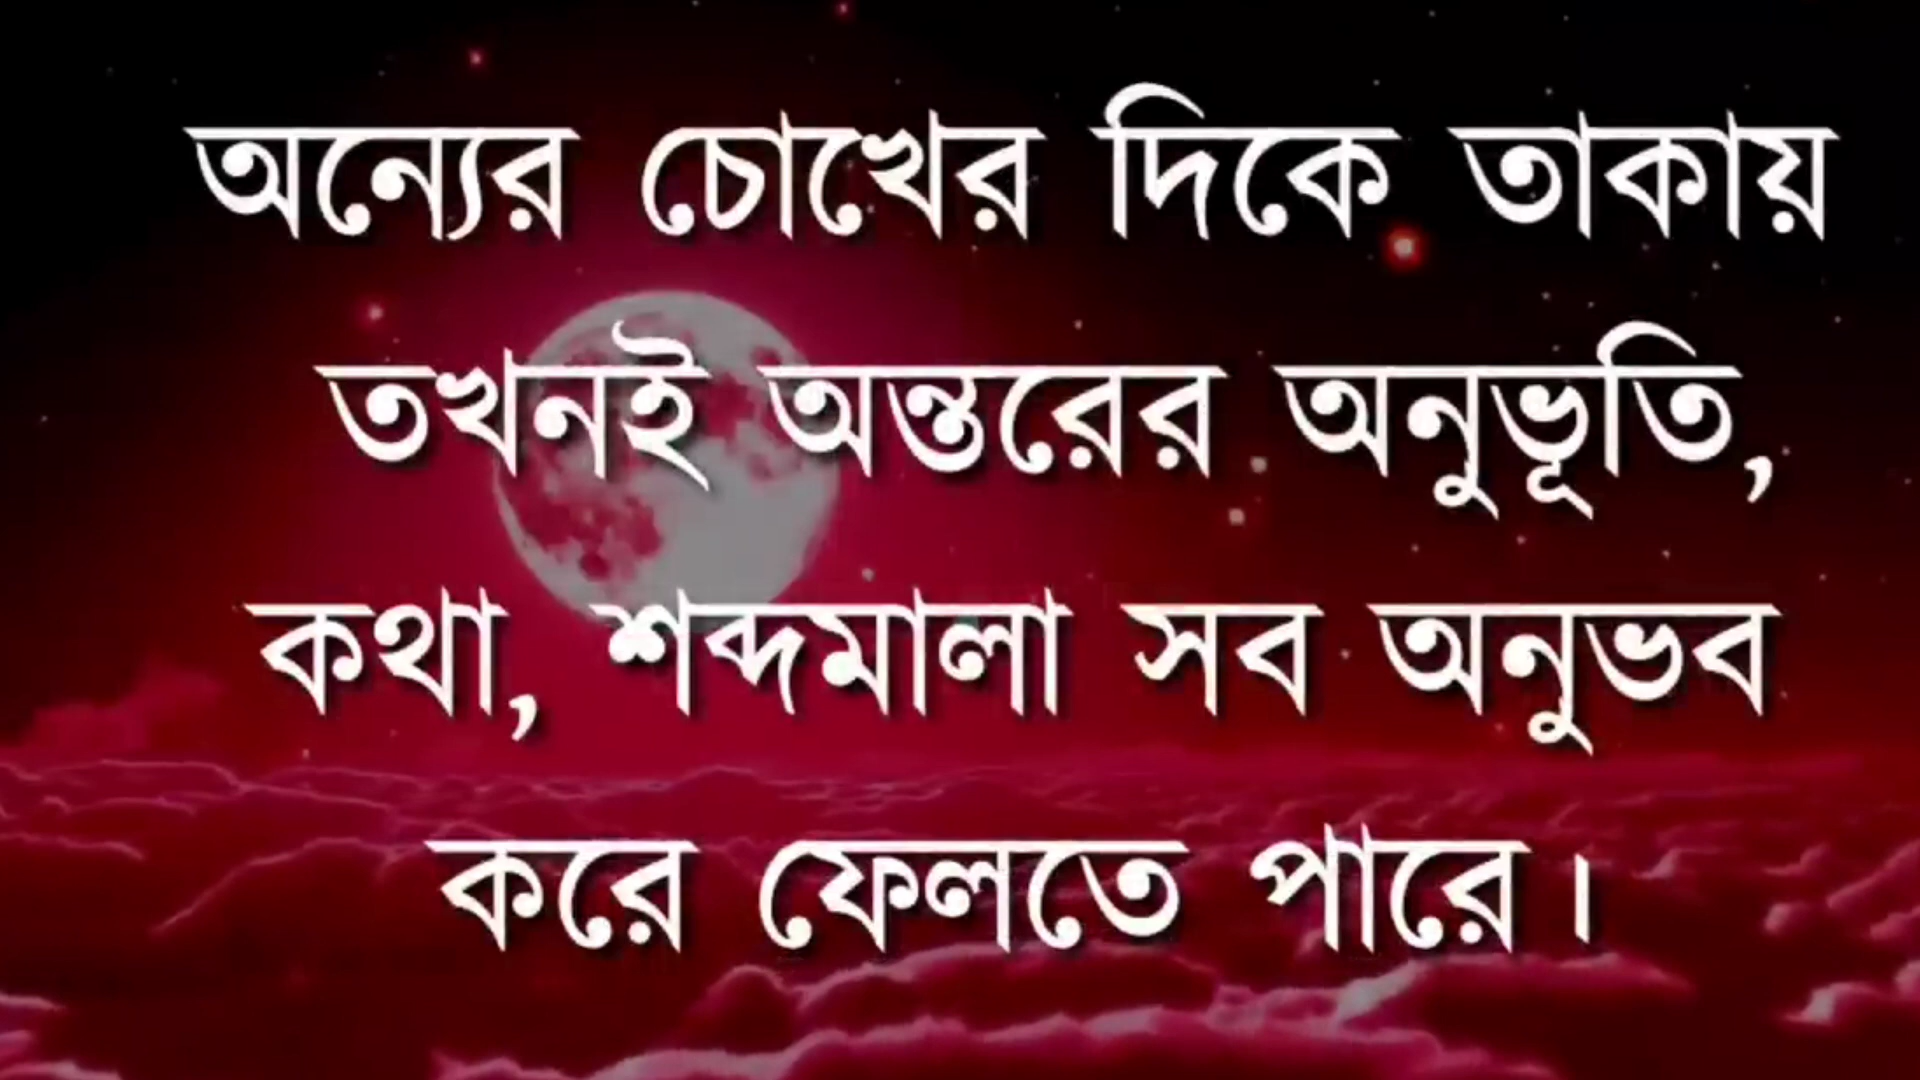 অন্যের চোখের দিকে তাকায়
তখনই অন্তরের অনুভূতি,
কথা, শব্দমালা সব অনুভব
করে ফেলতে পারে।